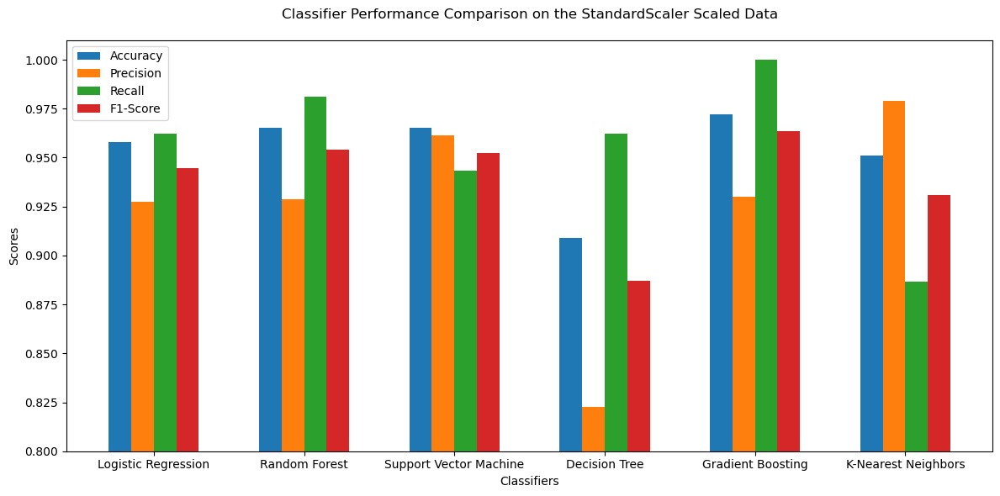 Classifier Performance Comparison on the StandardScaler Scaled Data
Accuracy
Precision
Recall
F1-Score
1.000
0.975
0.950
0.925
0.900
0.875
0.850
0.825
0.800
Scores
Logistic Regression
Random Forest
Support Vector Machine
Decision Tree
Gradient Boosting
K-Nearest Neighbors
Classifiers